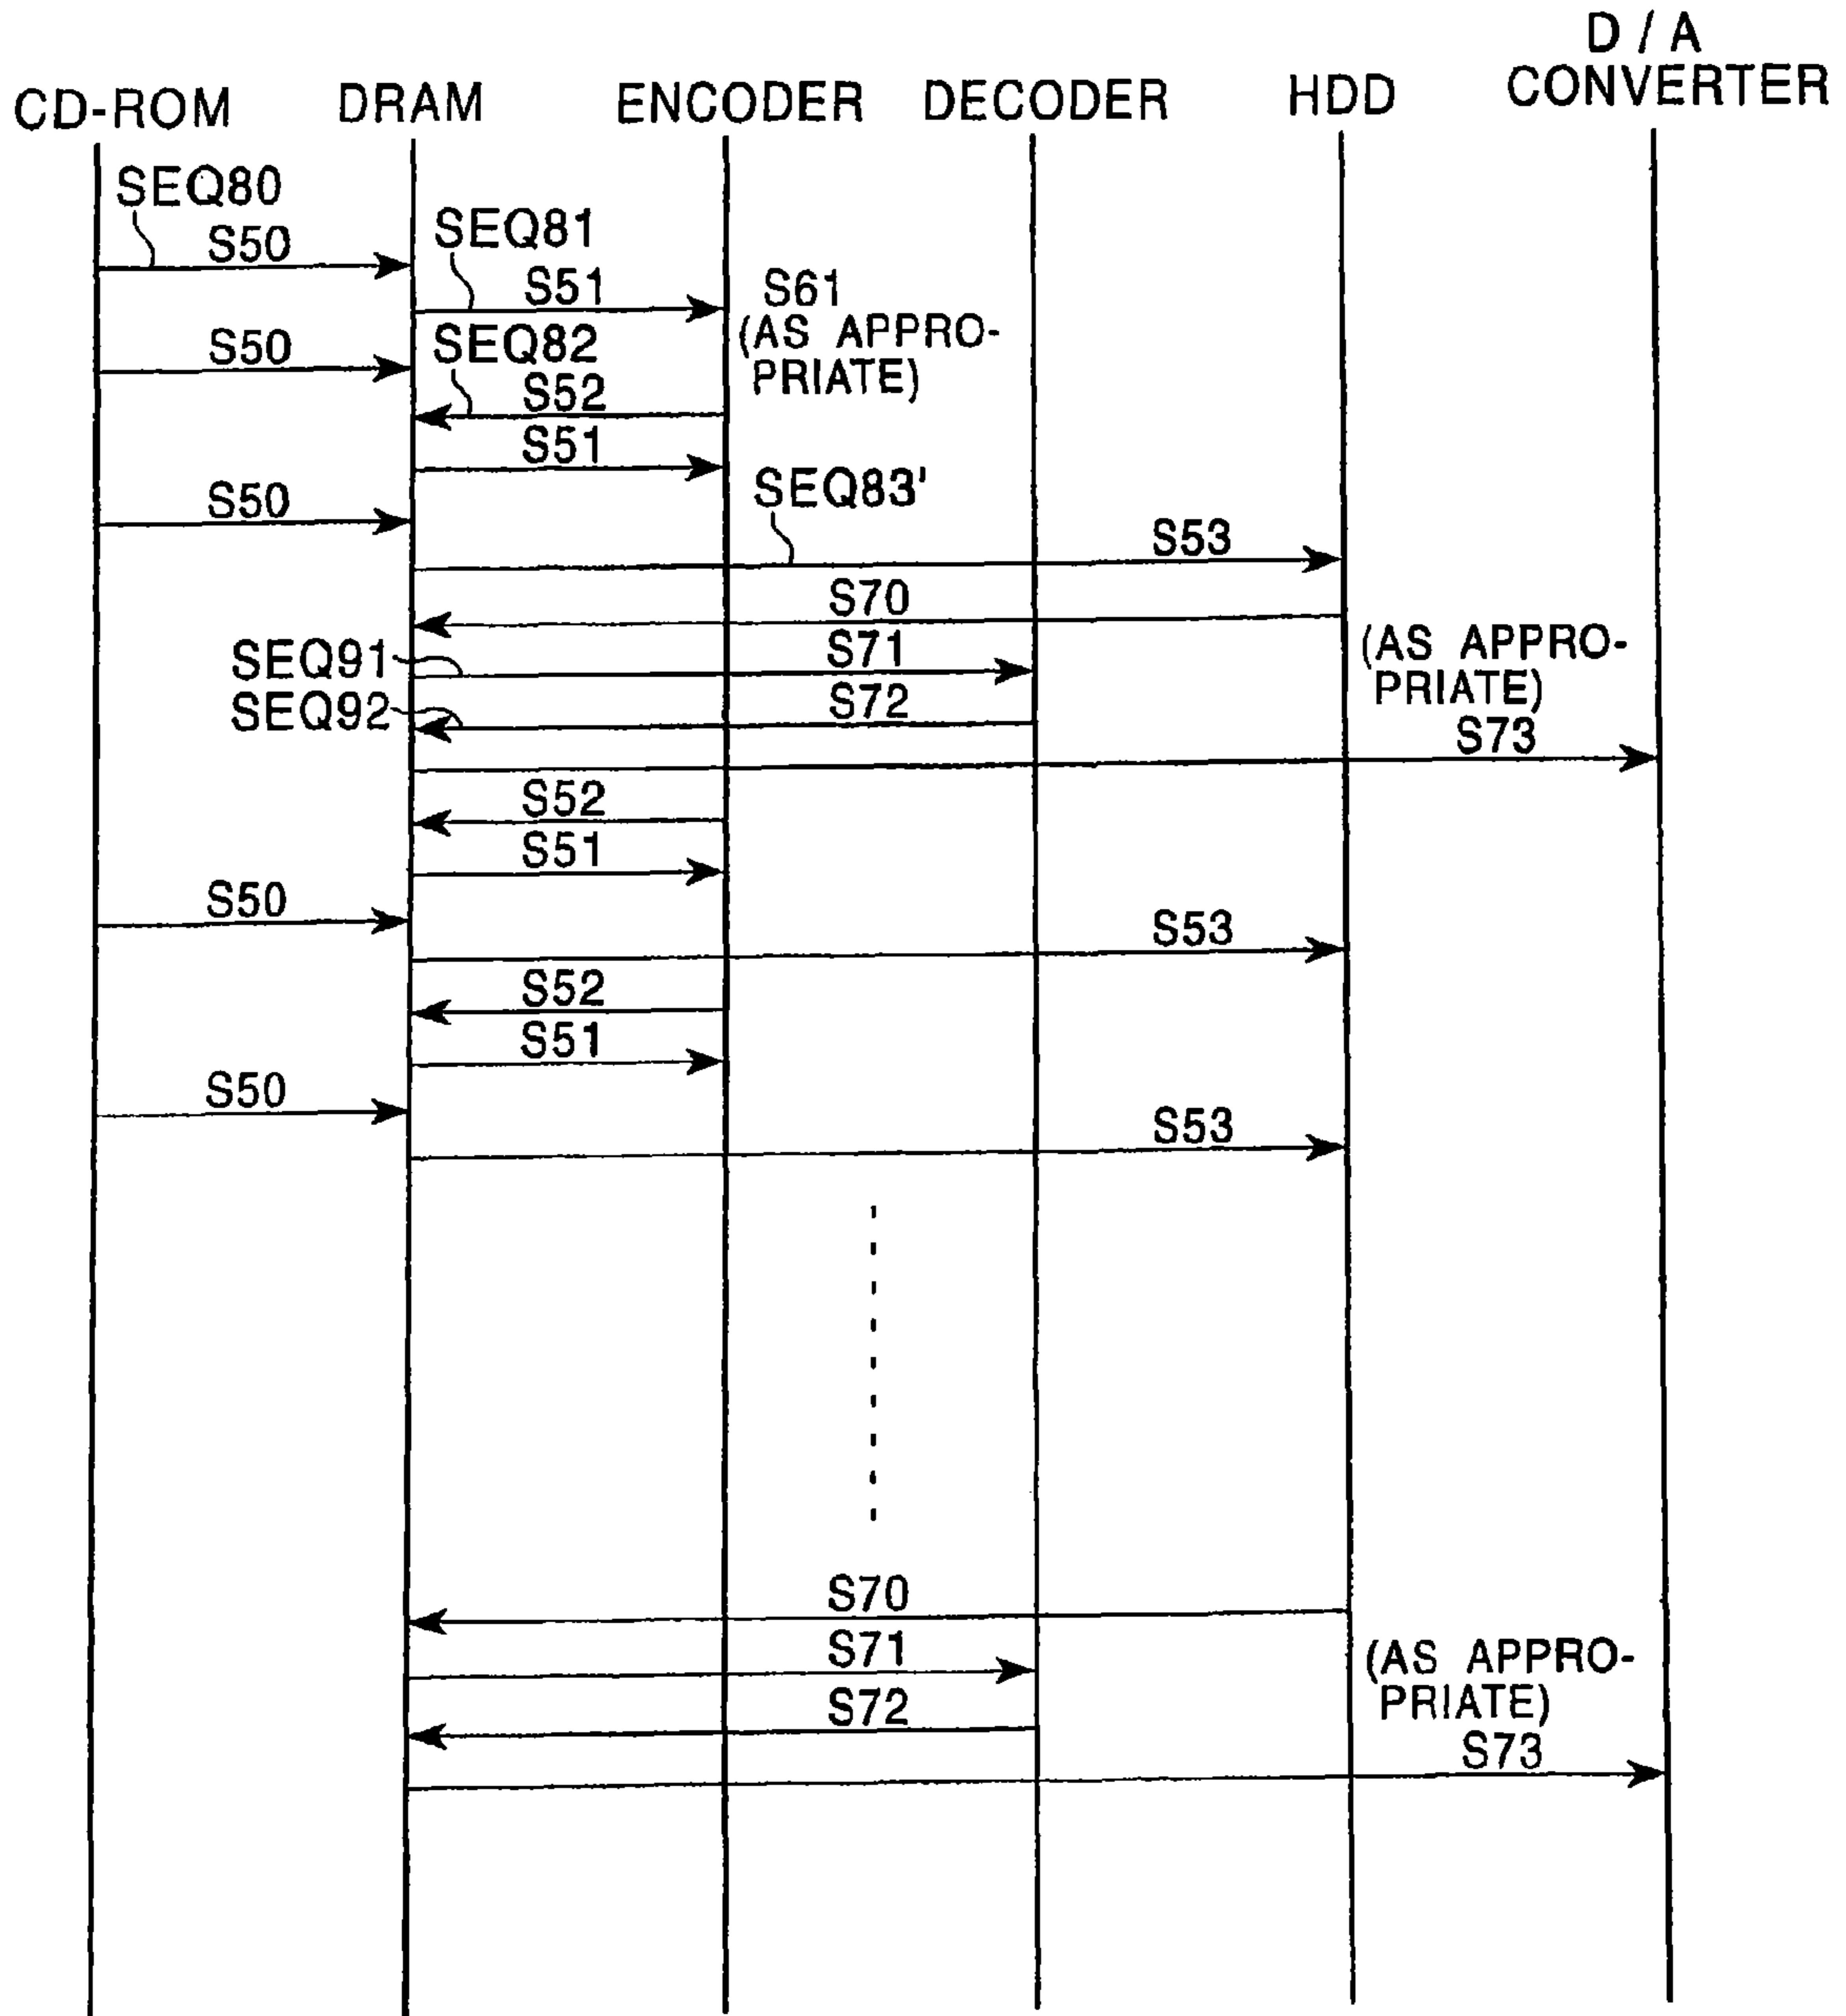 D / A
CD-ROM DRAM ENCODER DECODER HDD CONVERTER
SEQ80
S50
SEQ81
S51
S61
(AS APPRO-
PRIATE)
S50
SEQ82
S52
S51
SEQ83'
S50
S53
S70
SEQ91
S71
(AS APPRO-
PRIATE)
SEQ92
S72
S73
S52
S51
S50
S53
S52
S51
S50
S53
S70
S71
(AS APPRO-
PRIATE)
S72
S73